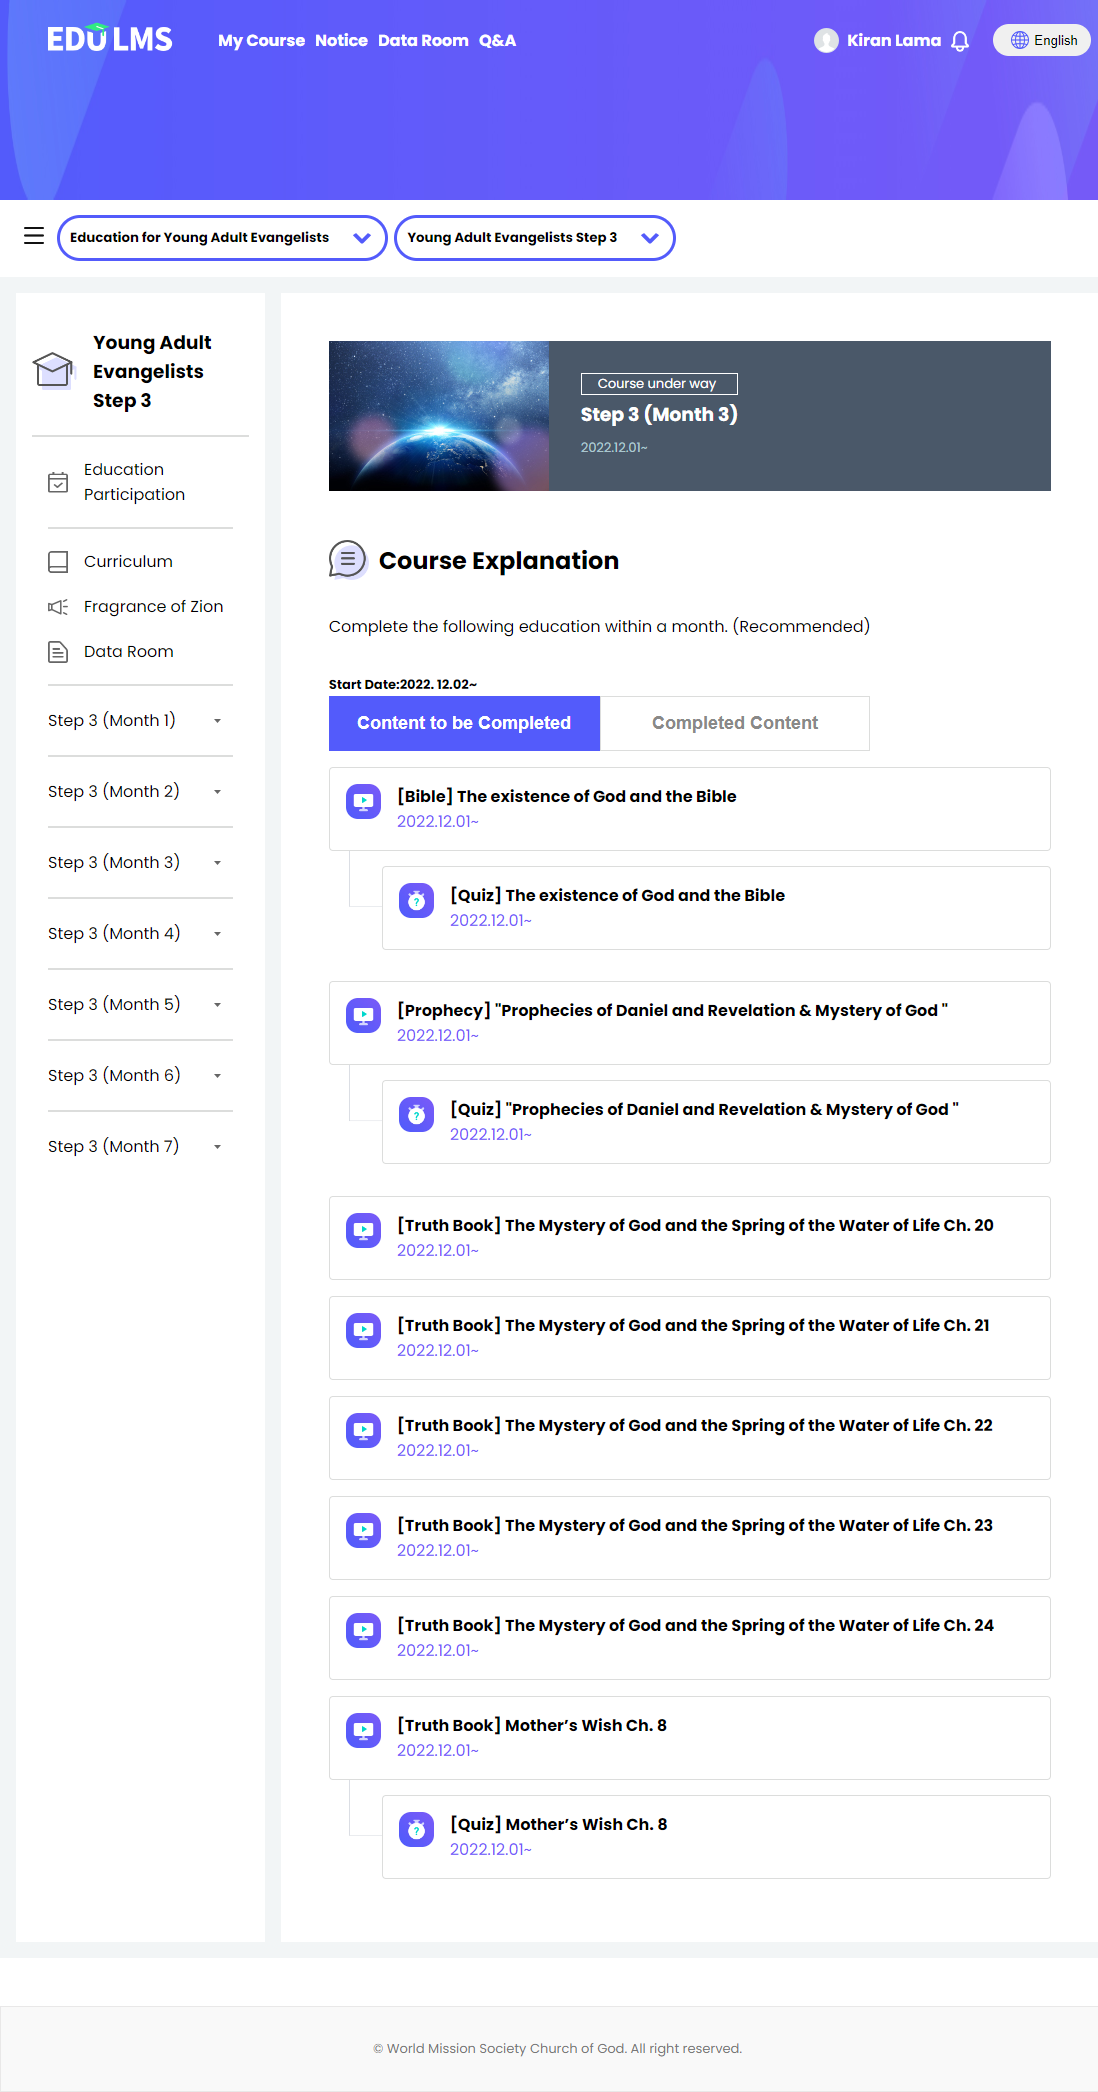 EDU LMS
My Course Notice Data Room Q&A
Kiran Lama
English
Education for Young Adult Evangelists
Young Adult Evangelists Step 3
Young Adult
Evangelists
Step 3
Education
Participation
Curriculum
Fragrance of Zion
Data Room
Step 3 (Month 1)
Step 3 (Month 2)
Step 3 (Month 3)
Step 3 (Month 4)
Step 3 (Month 5)
Step 3 (Month 6)
Step 3 (Month 7)
Course under way
Step 3 (Month 3)
2022.12.01~
Course Explanation
Complete the following education within a month. (Recommended)
Start Date:2022. 12.02~
Content to be Completed
Completed Content
[Bible] The existence of God and the Bible
2022.12.01~
[Quiz] The existence of God and the Bible
2022.12.01~
[Prophecy] "Prophecies of Daniel and Revelation & Mystery of God "
2022.12.01~
[Quiz] "Prophecies of Daniel and Revelation & Mystery of God "
2022.12.01~
[Truth Book] The Mystery of God and the Spring of the Water of Life Ch. 20
2022.12.01~
[Truth Book] The Mystery of God and the Spring of the Water of Life Ch. 21
2022.12.01~
[Truth Book] The Mystery of God and the Spring of the Water of Life Ch. 22
2022.12.01~
[Truth Book] The Mystery of God and the Spring of the Water of Life Ch. 23
2022.12.01~
[Truth Book] The Mystery of God and the Spring of the Water of Life Ch. 24
2022.12.01~
[Truth Book] Mother’s Wish Ch. 8
2022.12.01~
[Quiz] Mother’s Wish Ch. 8
2022.12.01~
© World Mission Society Church of God. All right reserved.